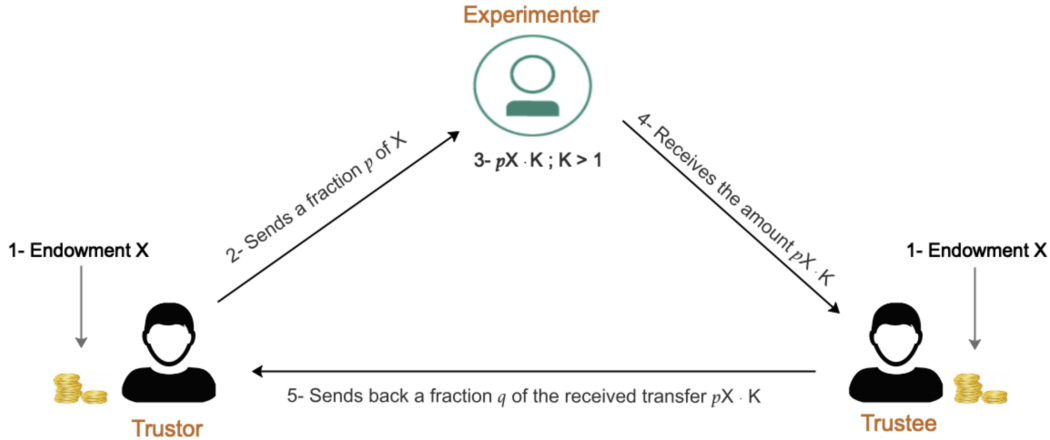 Experimenter
3- pX · K ; K > 1
2- Sends a fraction p of X
4- Receives the amount pX · K
1- Endowment X
1- Endowment X
5- Sends back a fraction q of the received transfer pX · K
Trustor
Trustee